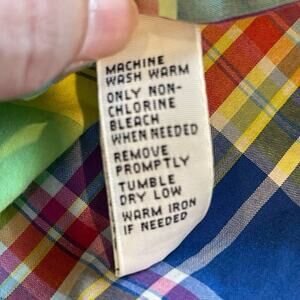 MACHINE
WASH WARM
ONLY NON-
CHLORINE
BLEACH
WHEN NEEDED
REMOVE
PROMPTLY
TUMBLE
DRY LOW
WARM IRON
IF NEEDED